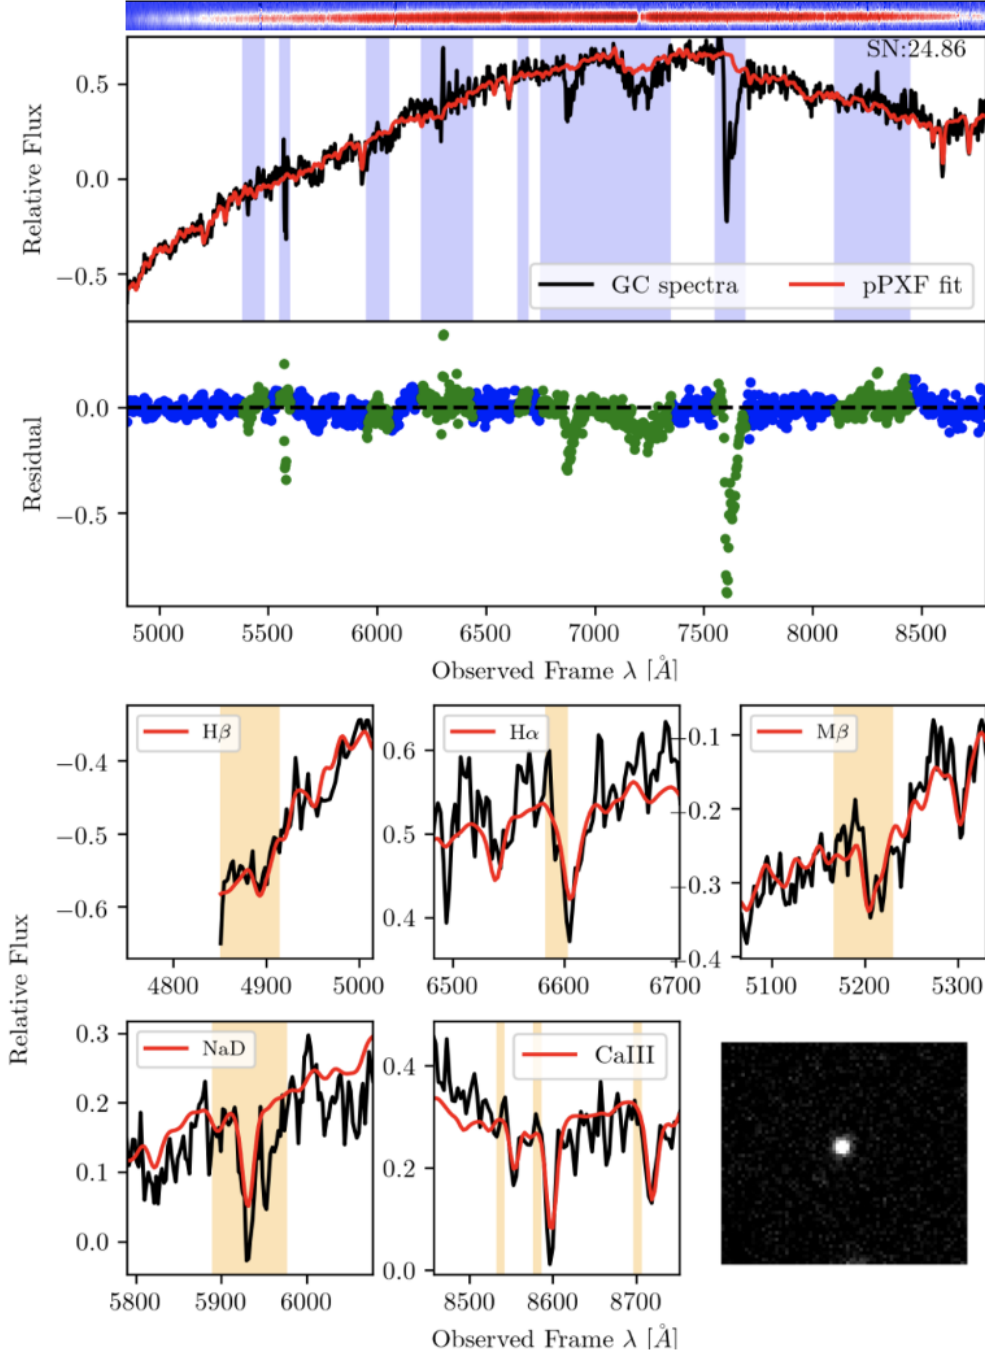 SN:24.86
Relative Flux
0.5
0.0
−0.5
GC spectra
pPXF fit
Residual
0.0
−0.5
5000 5500 6000 6500 7000 7500 8000 8500
Observed Frame λ [Å]
Relative Flux
Hβ
−0.4
−0.5
−0.6
4800 4900 5000
Hα
0.6
0.5
0.4
6500 6600 6700
Mβ
−0.1
−0.2
−0.3
−0.4
5100 5200 5300
NaD
0.3
0.2
0.1
0.0
5800 5900 6000
CaIII
0.4
0.2
0.0
8500 8600 8700
Observed Frame λ [Å]